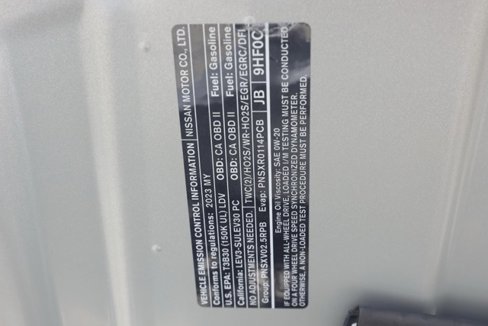 VEHICLE EMISSION CONTROL INFORMATION NISSAN MOTOR CO., LTD.
Conforms to regulations: 2023 MY
U.S. EPA: T3B30 (150K UL) LDV OBD: CA OBD II Fuel: Gasoline
California: LEV3-SULEV30 PC OBD: CA OBD II Fuel: Gasoline
NO ADJUSTMENTS NEEDED. TWC(2)/HO2S/WR-HO2S/EGR/EGRC/DFI
Group: PNSXV02.5RPB Evap: PNSXR0114PCB JB 9HF0C
Engine Oil Viscosity: SAE 0W-20
IF EQUIPPED WITH ALL-WHEEL DRIVE, LOADED I/M TESTING MUST BE CONDUCTED
ON A FOUR WHEEL DRIVE SPEED SYNCHRONIZED DYNAMOMETER.
OTHERWISE, A NON-LOADED TEST PROCEDURE MUST BE PERFORMED.